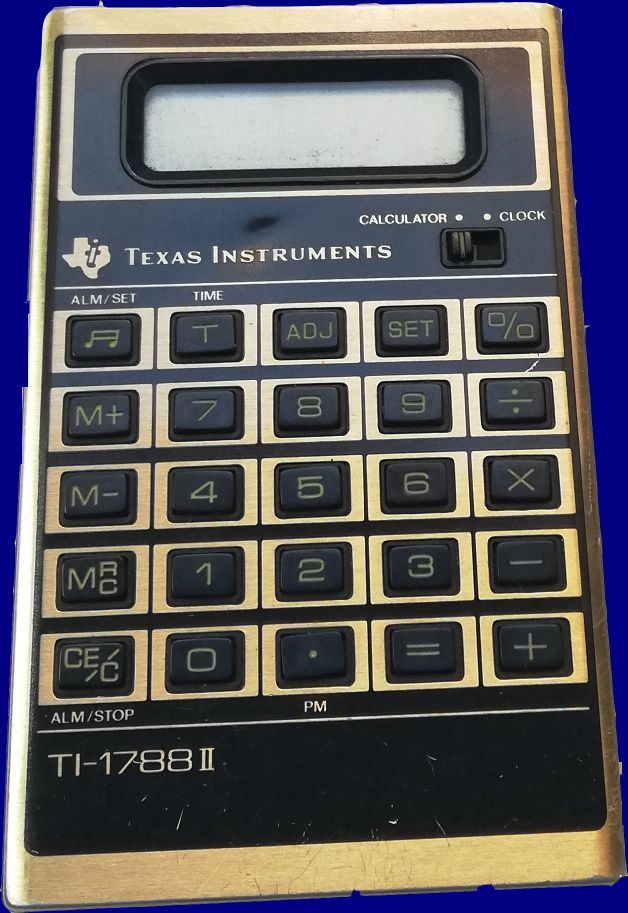 CALCULATOR • • CLOCK
TEXAS INSTRUMENTS
ALM/SET TIME
T ADJ SET %
M+ 7 8 9 ÷
M− 4 5 6 ×
MRC 1 2 3 −
CE/C 0 . = +
ALM/STOP PM
TI-1788 II